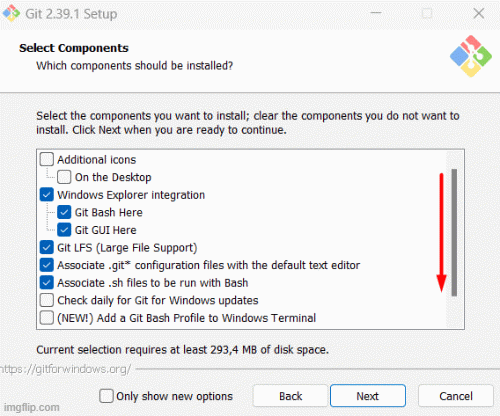 Git 2.39.1 Setup
Select Components
Which components should be installed?
Select the components you want to install; clear the components you do not want to
install. Click Next when you are ready to continue.
Additional icons
On the Desktop
Windows Explorer integration
Git Bash Here
Git GUI Here
Git LFS (Large File Support)
Associate .git* configuration files with the default text editor
Associate .sh files to be run with Bash
Check daily for Git for Windows updates
(NEW!) Add a Git Bash Profile to Windows Terminal
Current selection requires at least 293,4 MB of disk space.
https://gitforwindows.org/
Only show new options
Back
Next
Cancel
imgflip.com